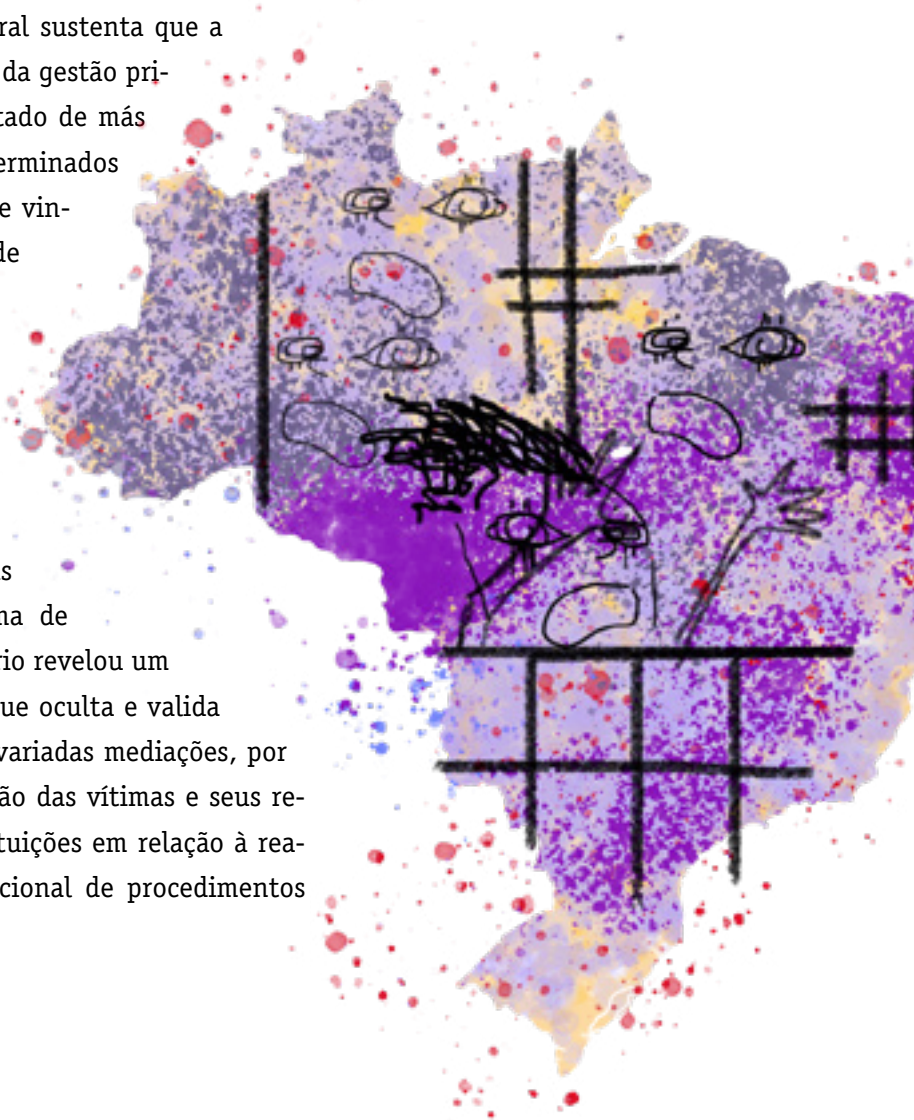 ral sustenta que a
da gestão pri-
tado de más
erminados
e vin-
de
s
na de
rio revelou um
ue oculta e valida
variadas mediações, por
ão das vítimas e seus re-
tuições em relação à rea-
cional de procedimentos